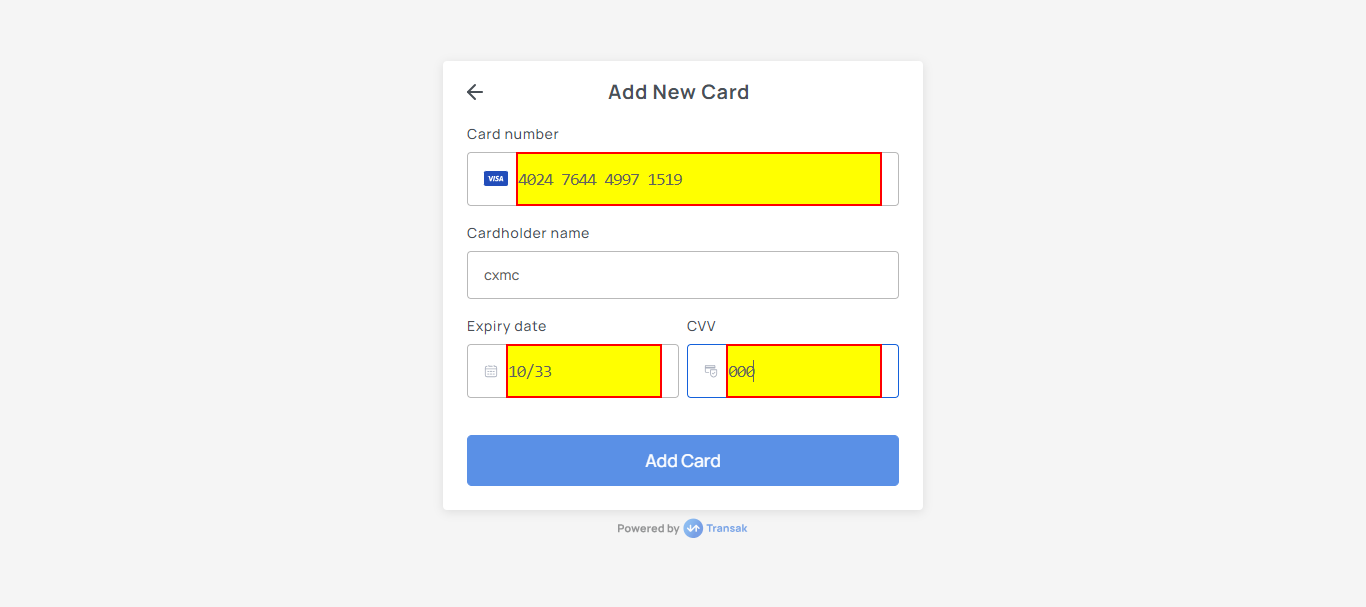 Add New Card
Card number
VISA 4024 7644 4997 1519
Cardholder name
cxmc
Expiry date CVV
10/33 000
Add Card
Powered by Transak